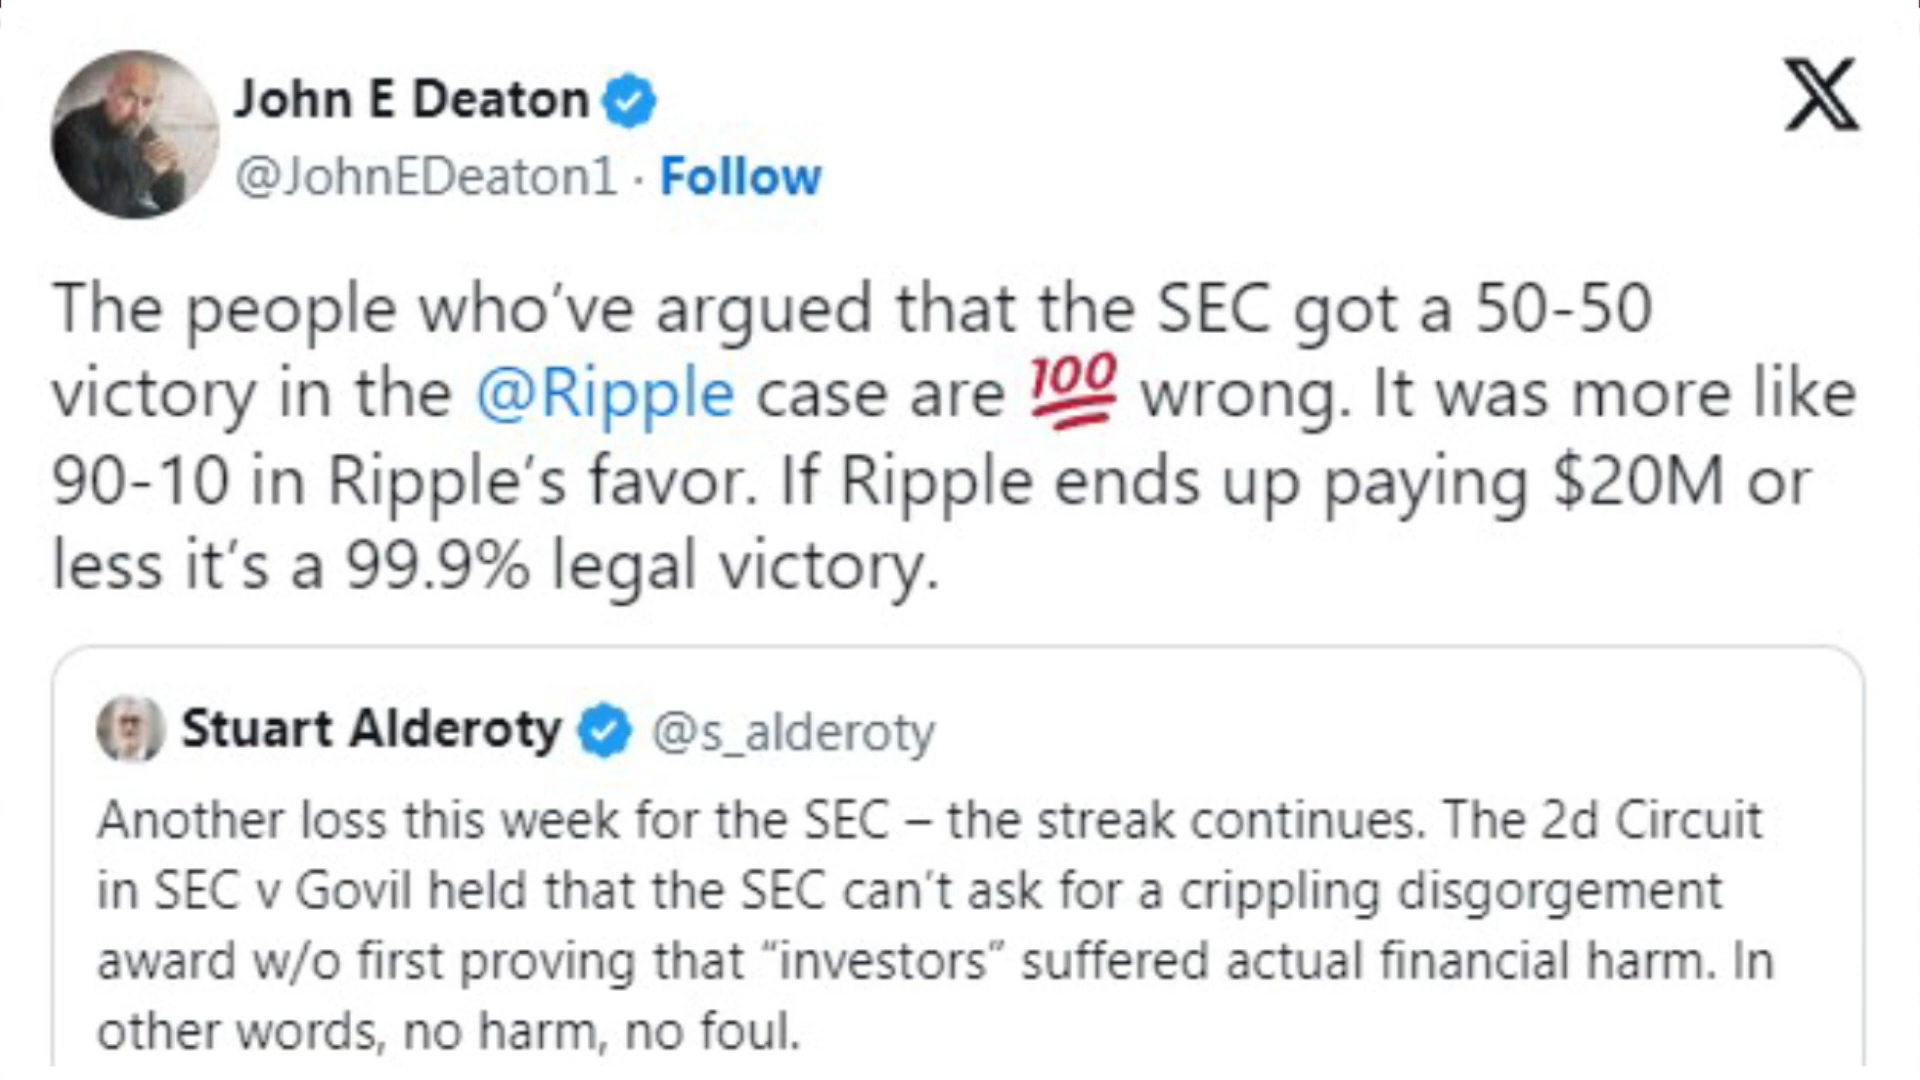 John E Deaton
@JohnEDeaton1 · Follow
The people who’ve argued that the SEC got a 50-50
victory in the @Ripple case are 💯 wrong. It was more like
90-10 in Ripple’s favor. If Ripple ends up paying $20M or
less it’s a 99.9% legal victory.
Stuart Alderoty @s_alderoty
Another loss this week for the SEC – the streak continues. The 2d Circuit
in SEC v Govil held that the SEC can’t ask for a crippling disgorgement
award w/o first proving that “investors” suffered actual financial harm. In
other words, no harm, no foul.